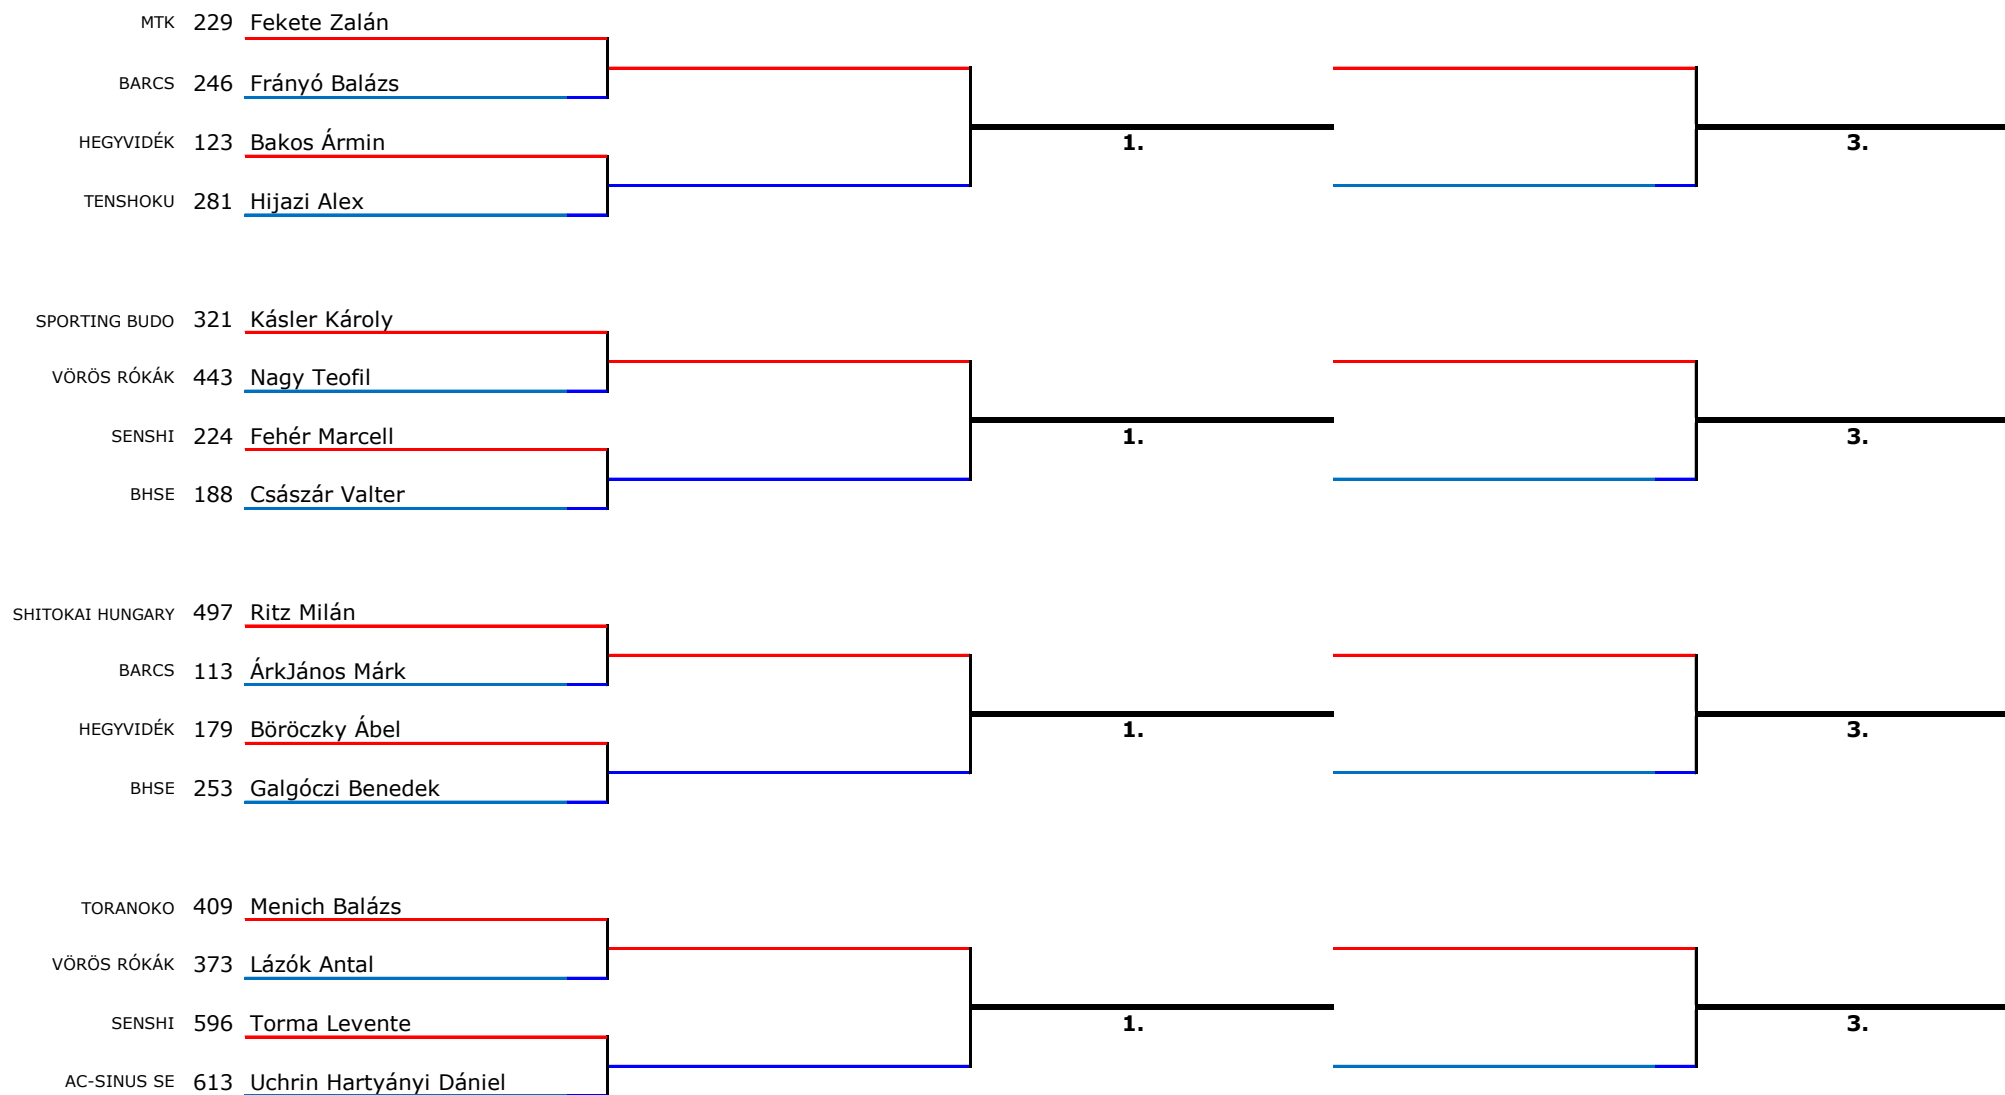 MTK 229 Fekete Zalán
BARCS 246 Frányó Balázs
HEGYVIDÉK 123 Bakos Ármin 1. 3.
TENSHOKU 281 Hijazi Alex
SPORTING BUDO 321 Kásler Károly
VÖRÖS RÓKÁK 443 Nagy Teofil
SENSHI 224 Fehér Marcell 1. 3.
BHSE 188 Császár Valter
SHITOKAI HUNGARY 497 Ritz Milán
BARCS 113 ÁrkJános Márk
HEGYVIDÉK 179 Böröczky Ábel 1. 3.
BHSE 253 Galgóczi Benedek
TORANOKO 409 Menich Balázs
VÖRÖS RÓKÁK 373 Lázók Antal
SENSHI 596 Torma Levente 1. 3.
AC-SINUS SE 613 Uchrin Hartyányi Dániel